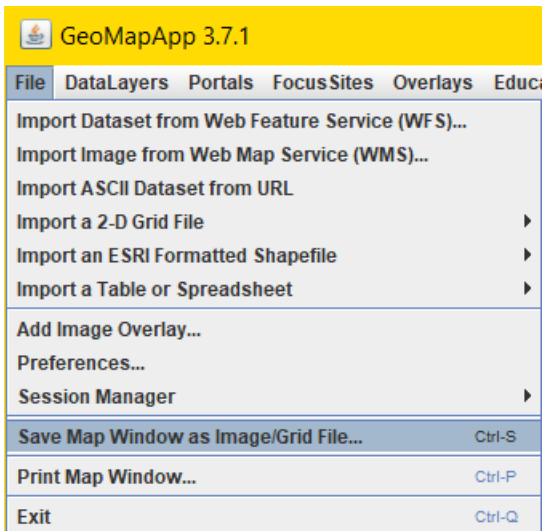 GeoMapApp 3.7.1
File DataLayers Portals FocusSites Overlays Educa
Import Dataset from Web Feature Service (WFS)...
Import Image from Web Map Service (WMS)...
Import ASCII Dataset from URL
Import a 2-D Grid File
Import an ESRI Formatted Shapefile
Import a Table or Spreadsheet
Add Image Overlay...
Preferences...
Session Manager
Save Map Window as Image/Grid File... Ctrl-S
Print Map Window... Ctrl-P
Exit Ctrl-Q